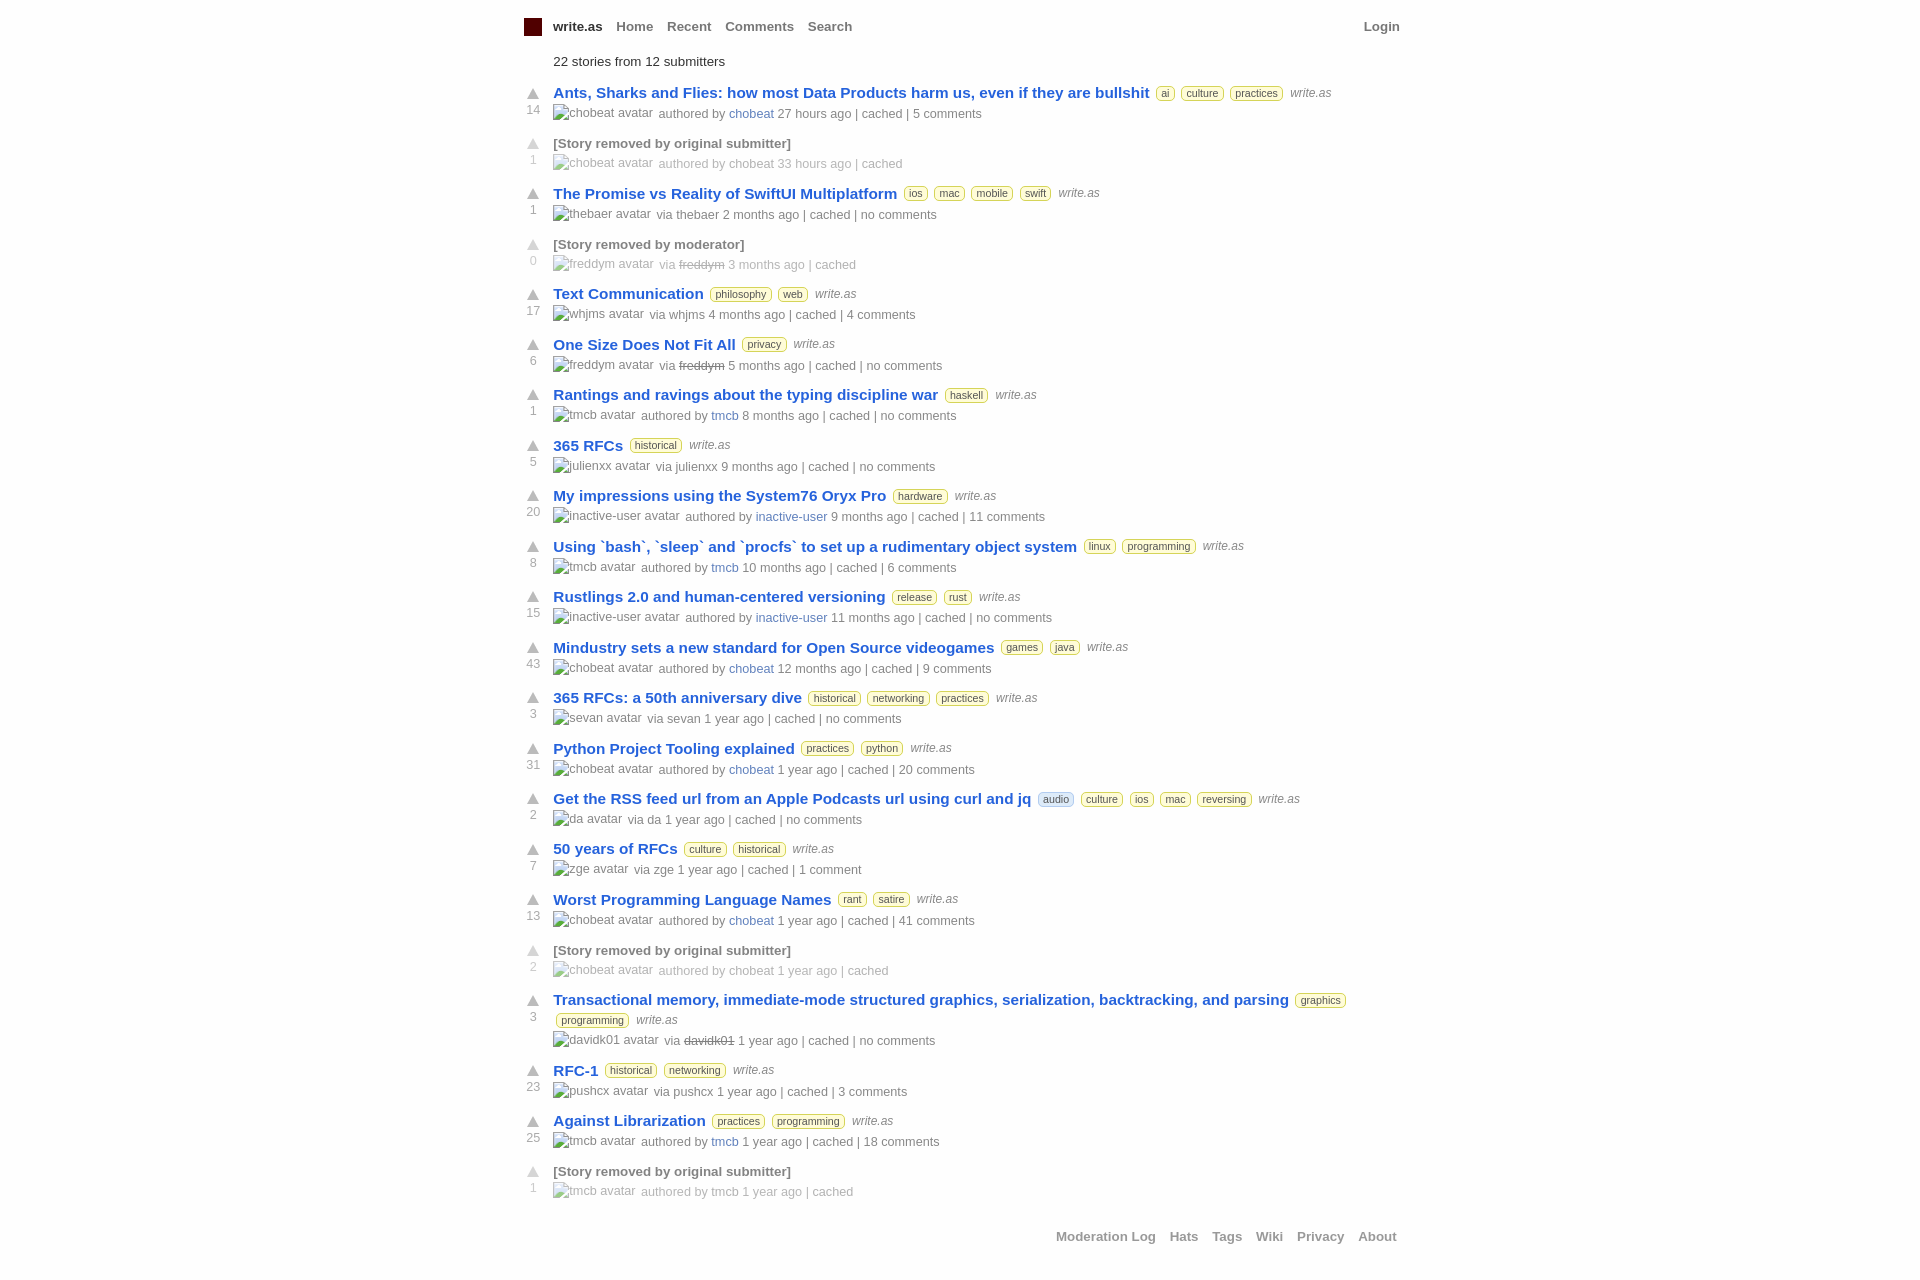 write.as Home Recent Comments Search Login
22 stories from 12 submitters
Ants, Sharks and Flies: how most Data Products harm us, even if they are bullshit ai culture practices write.as
14 chobeat avatar authored by chobeat 27 hours ago | cached | 5 comments
[Story removed by original submitter]
1 chobeat avatar authored by chobeat 33 hours ago | cached
The Promise vs Reality of SwiftUI Multiplatform ios mac mobile swift write.as
1 thebaer avatar via thebaer 2 months ago | cached | no comments
[Story removed by moderator]
0 freddym avatar via freddym 3 months ago | cached
Text Communication philosophy web write.as
17 whjms avatar via whjms 4 months ago | cached | 4 comments
One Size Does Not Fit All privacy write.as
6 freddym avatar via freddym 5 months ago | cached | no comments
Rantings and ravings about the typing discipline war haskell write.as
1 tmcb avatar authored by tmcb 8 months ago | cached | no comments
365 RFCs historical write.as
5 julienxx avatar via julienxx 9 months ago | cached | no comments
My impressions using the System76 Oryx Pro hardware write.as
20 inactive-user avatar authored by inactive-user 9 months ago | cached | 11 comments
Using `bash`, `sleep` and `procfs` to set up a rudimentary object system linux programming write.as
8 tmcb avatar authored by tmcb 10 months ago | cached | 6 comments
Rustlings 2.0 and human-centered versioning release rust write.as
15 inactive-user avatar authored by inactive-user 11 months ago | cached | no comments
Mindustry sets a new standard for Open Source videogames games java write.as
43 chobeat avatar authored by chobeat 12 months ago | cached | 9 comments
365 RFCs: a 50th anniversary dive historical networking practices write.as
3 sevan avatar via sevan 1 year ago | cached | no comments
Python Project Tooling explained practices python write.as
31 chobeat avatar authored by chobeat 1 year ago | cached | 20 comments
Get the RSS feed url from an Apple Podcasts url using curl and jq audio culture ios mac reversing write.as
2 da avatar via da 1 year ago | cached | no comments
50 years of RFCs culture historical write.as
7 zge avatar via zge 1 year ago | cached | 1 comment
Worst Programming Language Names rant satire write.as
13 chobeat avatar authored by chobeat 1 year ago | cached | 41 comments
[Story removed by original submitter]
2 chobeat avatar authored by chobeat 1 year ago | cached
Transactional memory, immediate-mode structured graphics, serialization, backtracking, and parsing graphics
3 programming write.as
davidk01 avatar via davidk01 1 year ago | cached | no comments
RFC-1 historical networking write.as
23 pushcx avatar via pushcx 1 year ago | cached | 3 comments
Against Librarization practices programming write.as
25 tmcb avatar authored by tmcb 1 year ago | cached | 18 comments
[Story removed by original submitter]
1 tmcb avatar authored by tmcb 1 year ago | cached
Moderation Log Hats Tags Wiki Privacy About